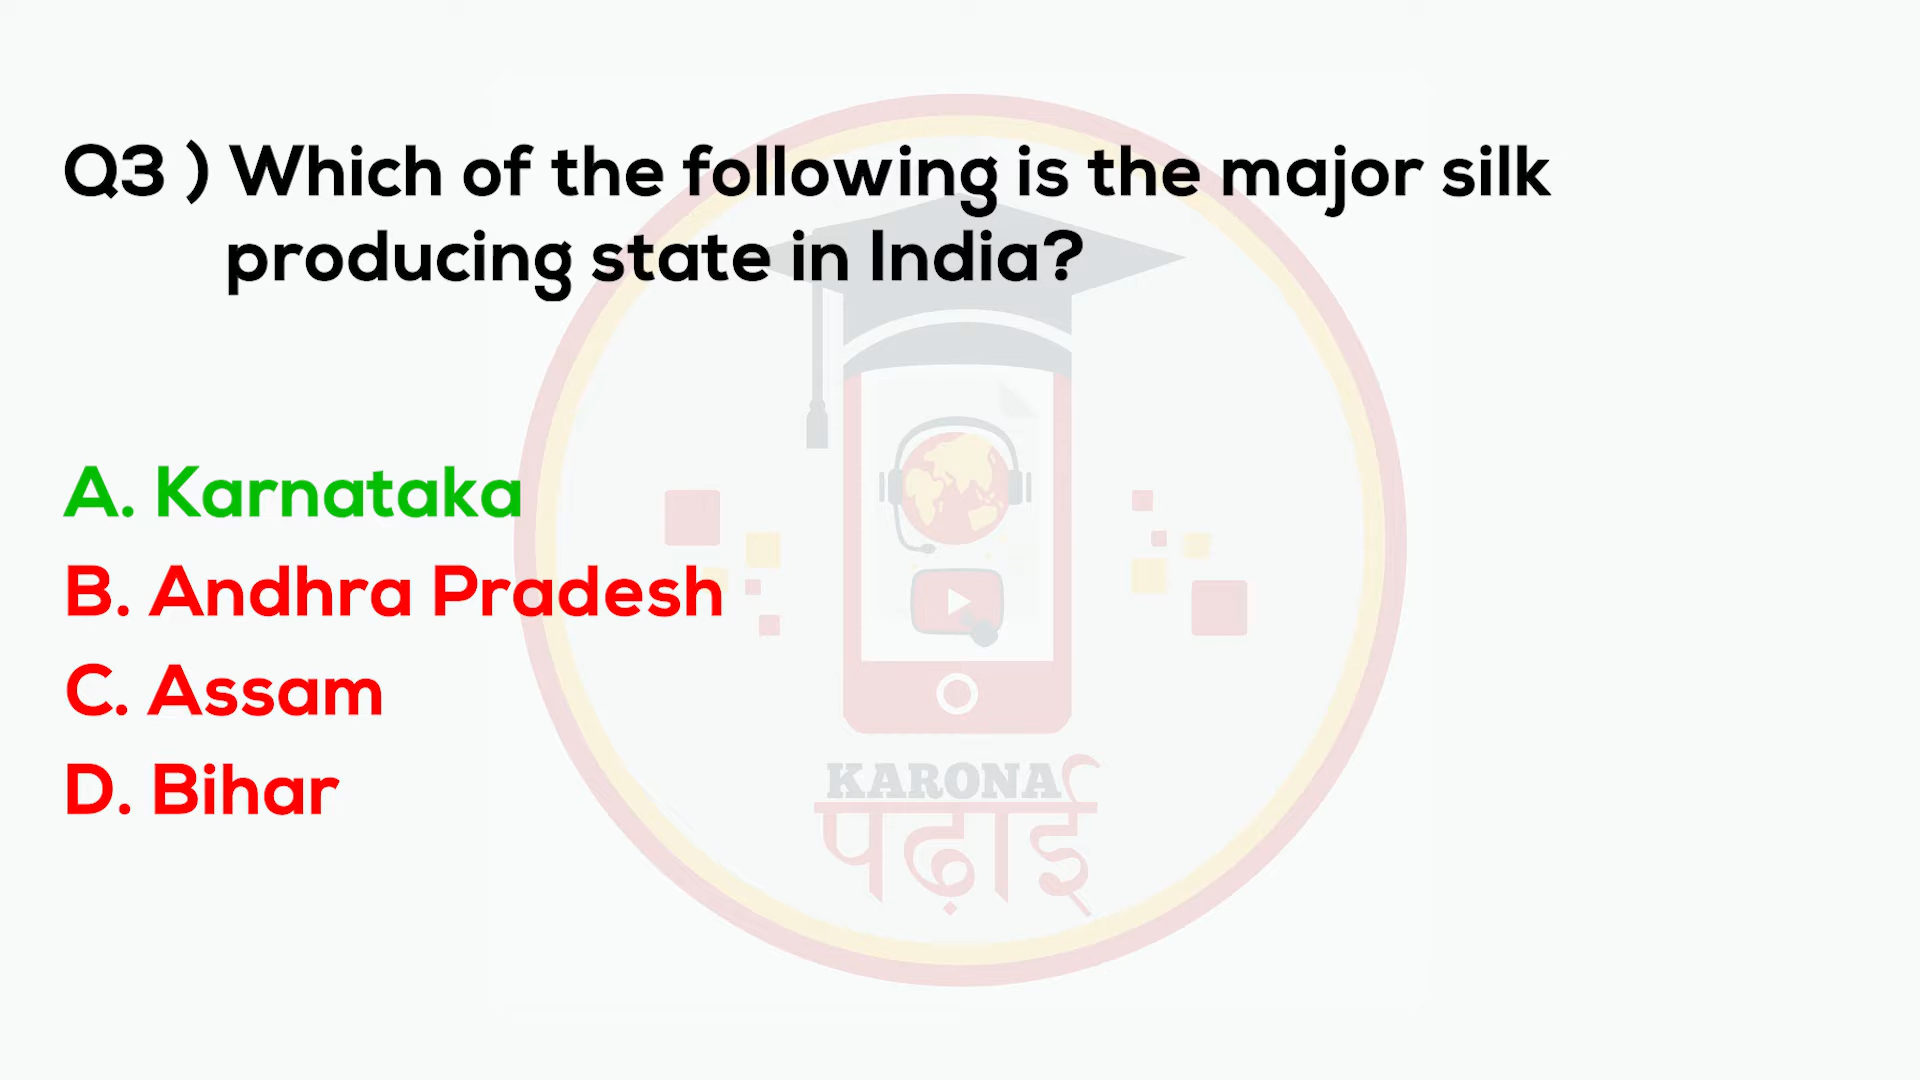 Q3 ) Which of the following is the major silk
producing state in India?
A. Karnataka
B. Andhra Pradesh
C. Assam
D. Bihar
KARONA
पढ़ाई